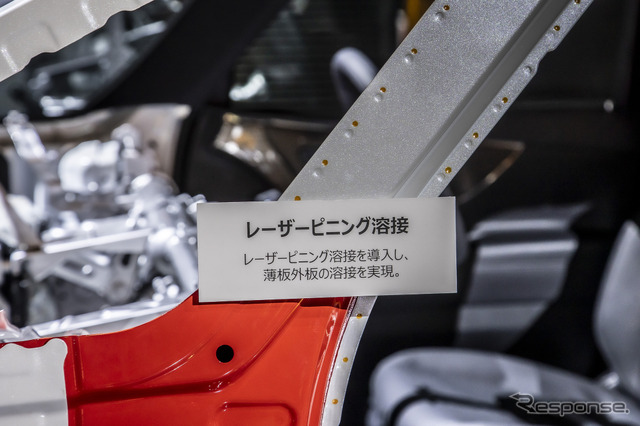 レーザーピニング溶接
レーザーピニング溶接を導入し、
薄板外板の溶接を実現。
Response.